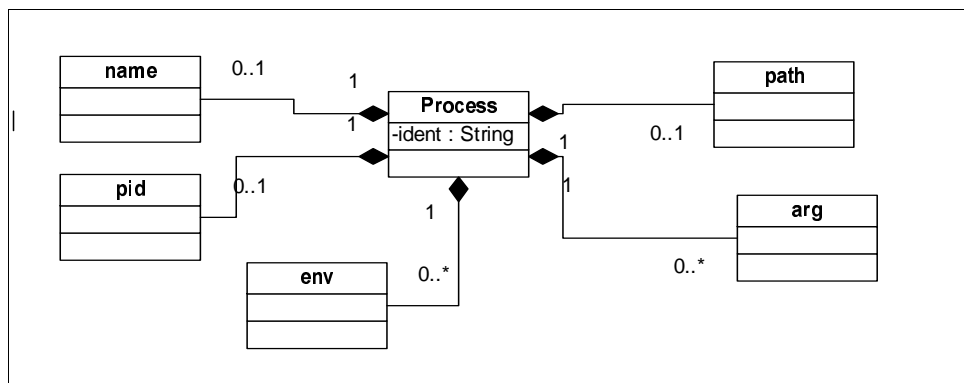 name
0..1
1
Process
-ident : String
path
0..1
1
pid
0..1
1
arg
0..*
1
env
0..*
1